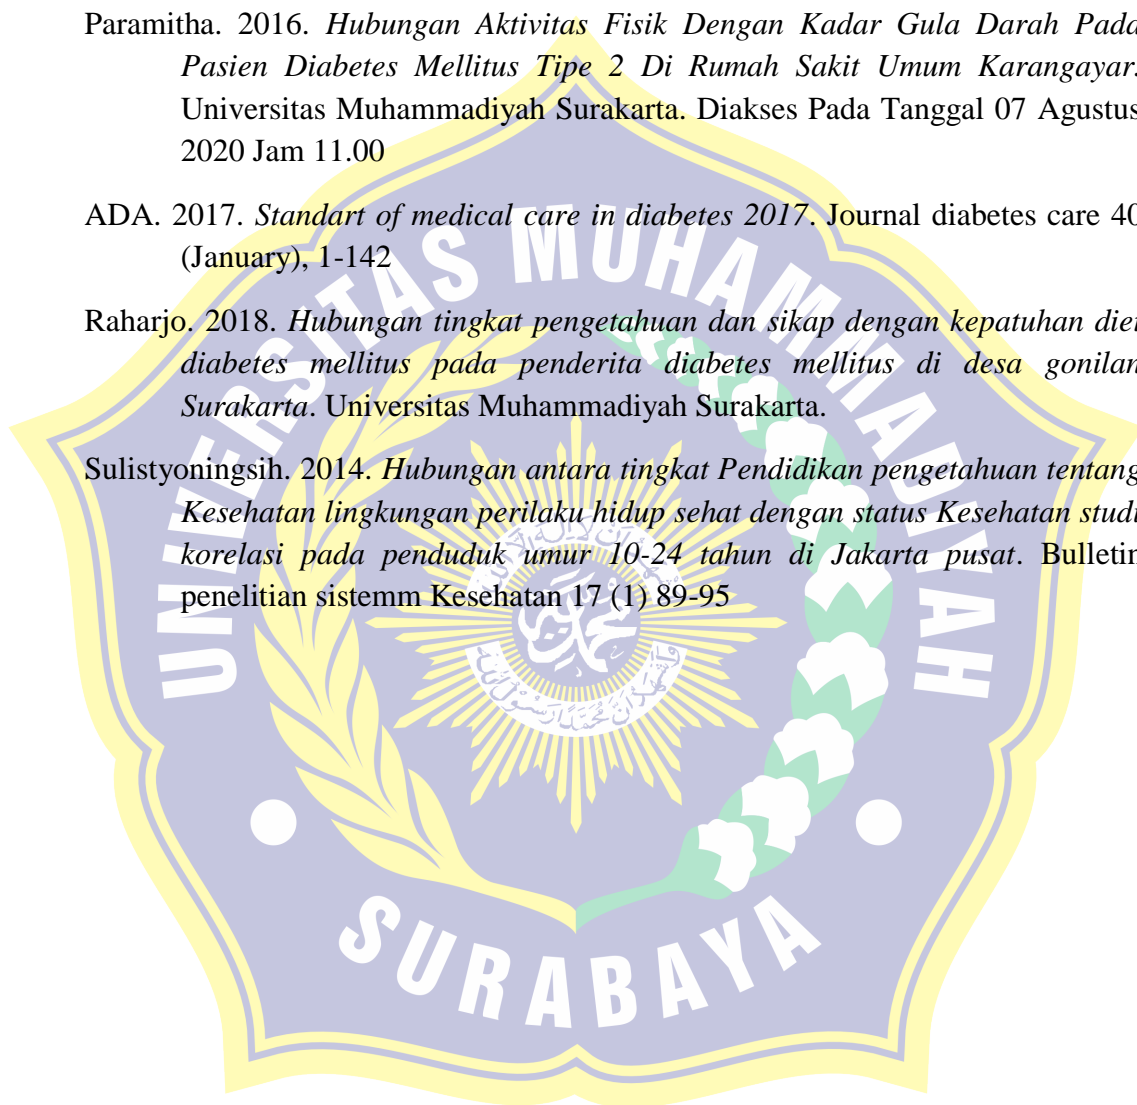 Paramitha. 2016. Hubungan Aktivitas Fisik Dengan Kadar Gula Darah Pada
Pasien Diabetes Mellitus Tipe 2 Di Rumah Sakit Umum Karangayar.
Universitas Muhammadiyah Surakarta. Diakses Pada Tanggal 07 Agustus
2020 Jam 11.00
ADA. 2017. Standart of medical care in diabetes 2017. Journal diabetes care 40
(January), 1-142
Raharjo. 2018. Hubungan tingkat pengetahuan dan sikap dengan kepatuhan diet
diabetes mellitus pada penderita diabetes mellitus di desa gonilan
Surakarta. Universitas Muhammadiyah Surakarta.
Sulistyoningsih. 2014. Hubungan antara tingkat Pendidikan pengetahuan tentang
Kesehatan lingkungan perilaku hidup sehat dengan status Kesehatan studi
korelasi pada penduduk umur 10-24 tahun di Jakarta pusat. Bulletin
penelitian sistemm Kesehatan 17 (1) 89-95
UNIVERSITAS MUHAMMADIYAH
SURABAYA